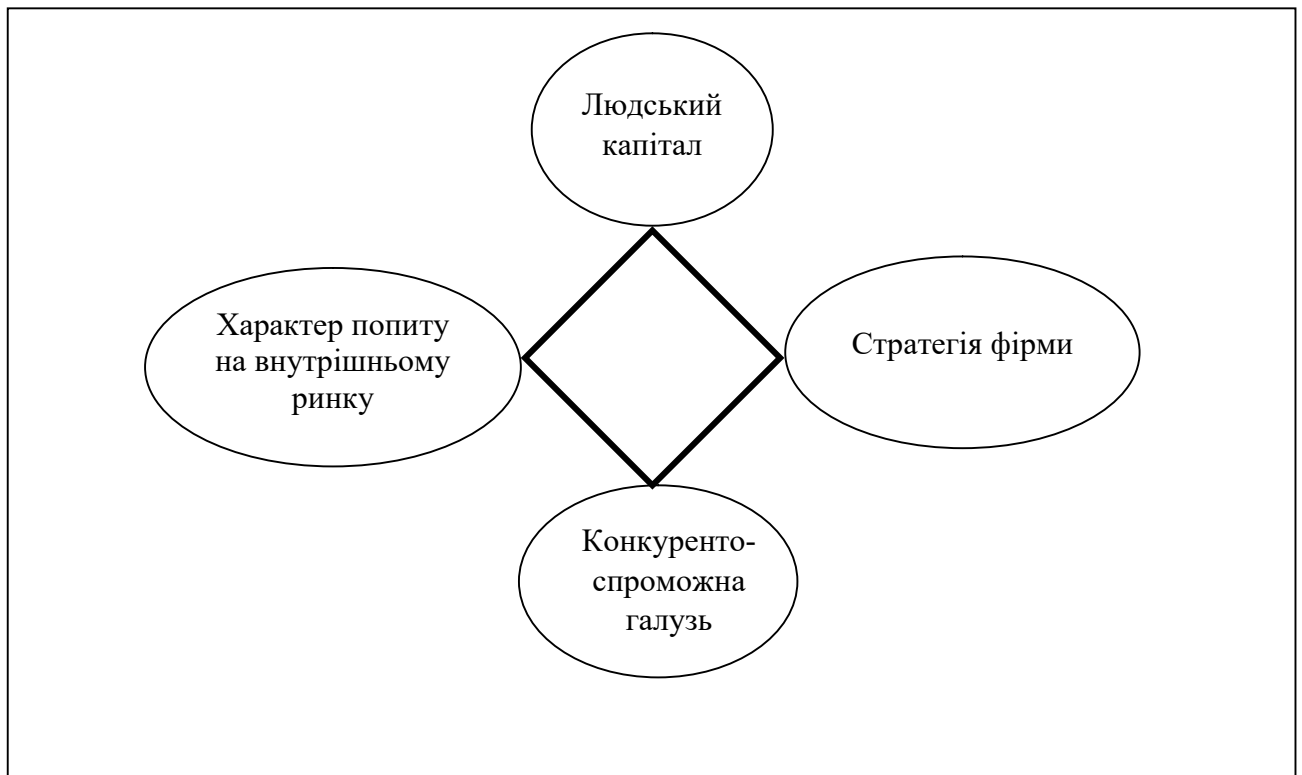 Людський
капітал
Характер попиту
на внутрішньому
ринку
Стратегія фірми
Конкуренто-
спроможна
галузь